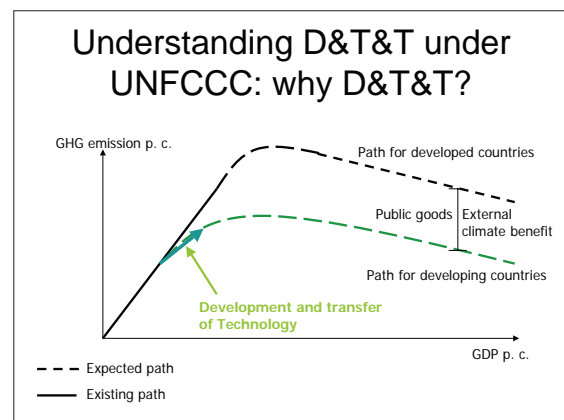 Understanding D&T&T under
UNFCCC: why D&T&T?
GHG emission p. c.
Path for developed countries
Public goods
External
climate benefit
Path for developing countries
Development and transfer
of Technology
GDP p. c.
Expected path
Existing path